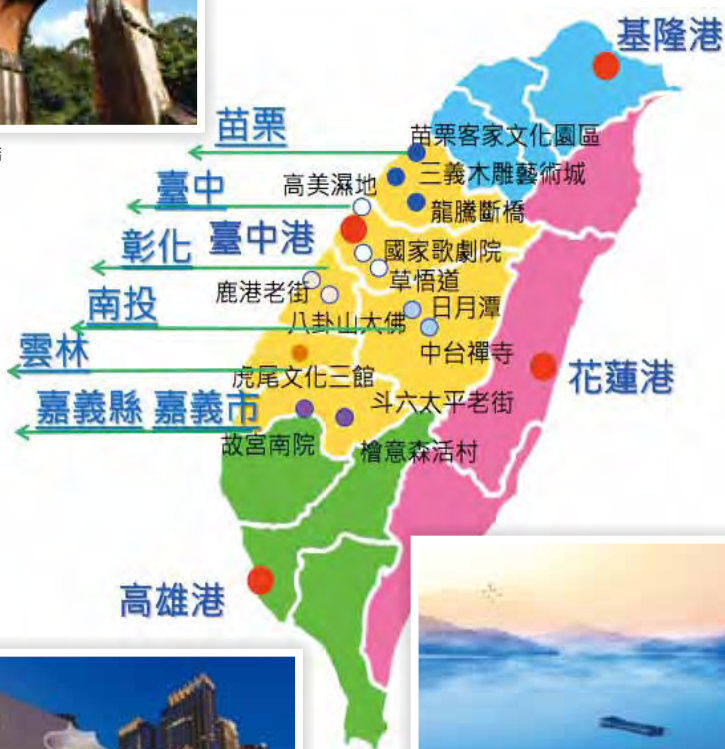 基隆港
苗栗
苗栗客家文化園區
三義木雕藝術城
高美濕地
臺中
龍騰斷橋
臺中港
彰化
國家歌劇院
草悟道
鹿港老街
日月潭
南投
八卦山大佛
中台禪寺
雲林
花蓮港
虎尾文化三館
嘉義縣 嘉義市
斗六太平老街
故宮南院
檜意森活村
高雄港